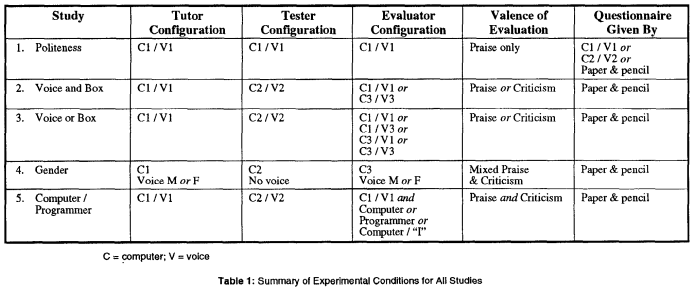 Study
Tutor Configuration
Tester Configuration
Evaluator Configuration
Valence of Evaluation
Questionnaire Given By
1. Politeness
C1 / V1
C1 / V1
C1 / V1
Praise only
C1 / V1 or
C2 / V2 or
Paper & pencil
2. Voice and Box
C1 / V1
C2 / V2
C1 / V1 or
C3 / V3
Praise or Criticism
Paper & pencil
3. Voice or Box
C1 / V1
C2 / V2
C1 / V1 or
C1 / V3 or
C3 / V1 or
C3 / V3
Praise or Criticism
Paper & pencil
4. Gender
C1
Voice M or F
C2
No voice
C3
Voice M or F
Mixed Praise
& Criticism
Paper & pencil
5. Computer /
Programmer
C1 / V1
C2 / V2
C1 / V1 and
Computer or
Programmer or
Computer / "I"
Praise and Criticism
Paper & pencil
C = computer; V = voice
Table 1: Summary of Experimental Conditions for All Studies